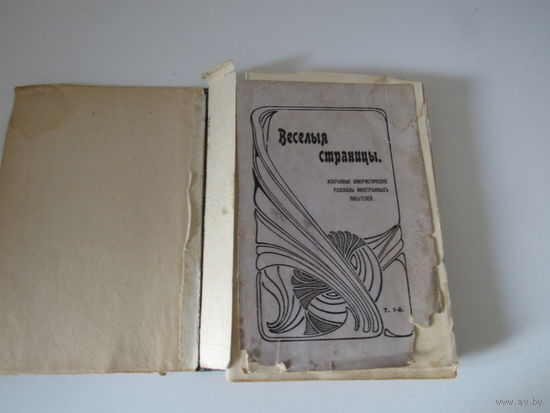 Веселыя
страницы.
ИЗБРАННЫЕ ЮМОРИСТИЧЕСКІЕ
РАЗСКАЗЫ ИНОСТРАННЫХЪ
ПИСАТЕЛЕЙ.
Т. 1-й.
www.ay.by